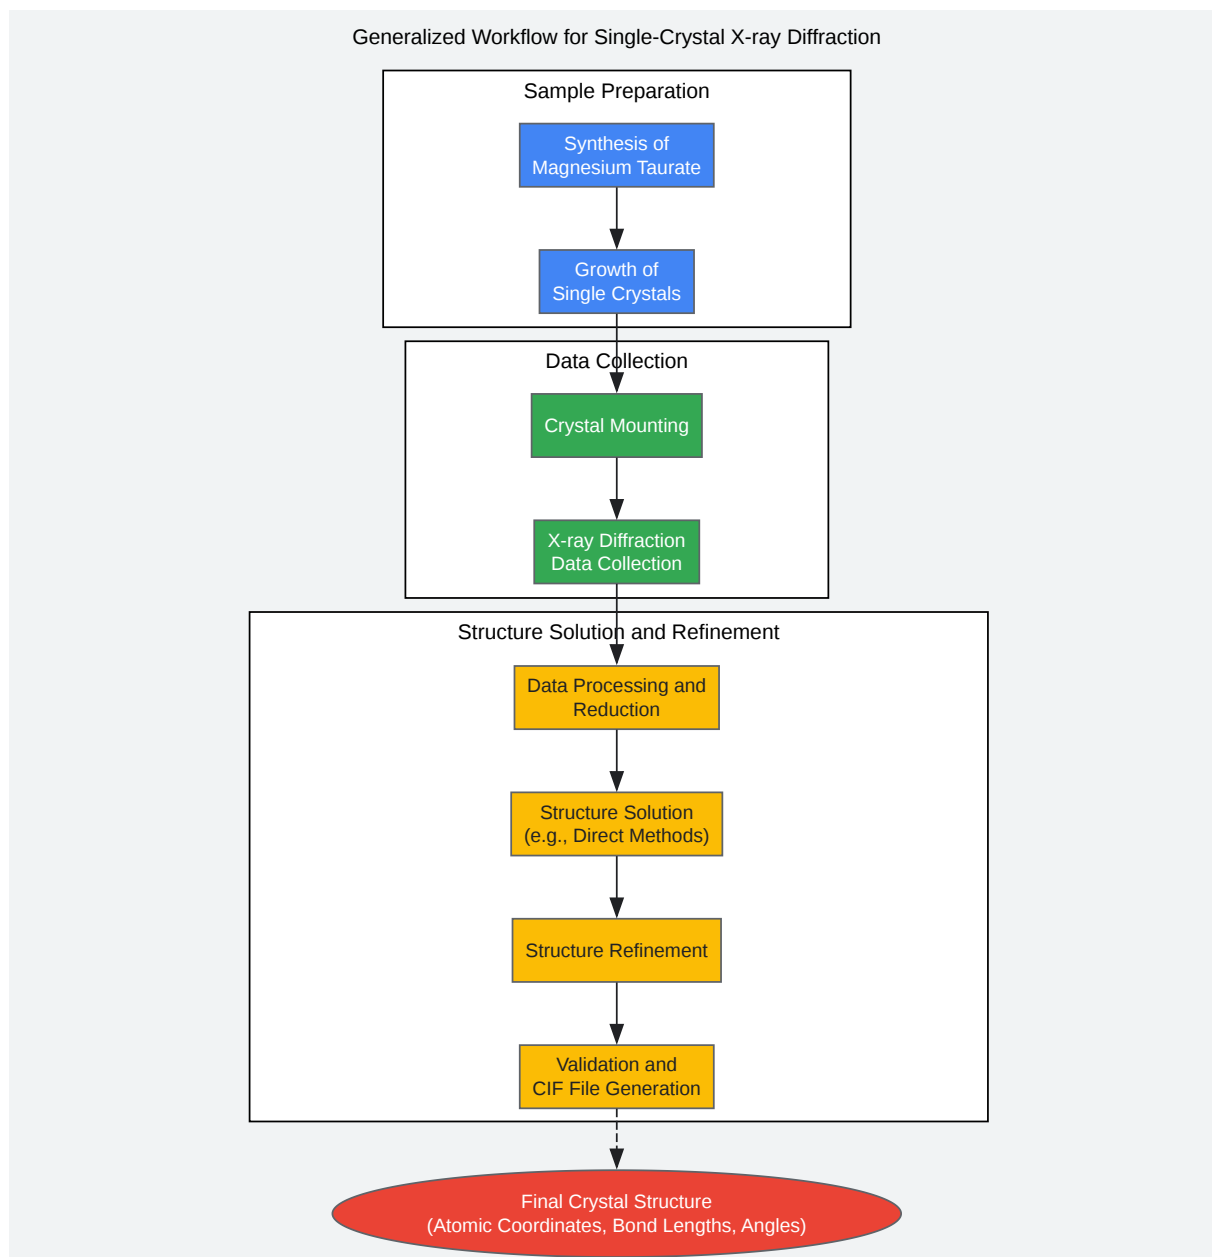 Generalized Workflow for Single-Crystal X-ray Diffraction
Sample Preparation
Synthesis of
Magnesium Taurate
Growth of
Single Crystals
Data Collection
Crystal Mounting
X-ray Diffraction
Data Collection
Structure Solution and Refinement
Data Processing and
Reduction
Structure Solution
(e.g., Direct Methods)
Structure Refinement
Validation and
CIF File Generation
Final Crystal Structure
(Atomic Coordinates, Bond Lengths, Angles)